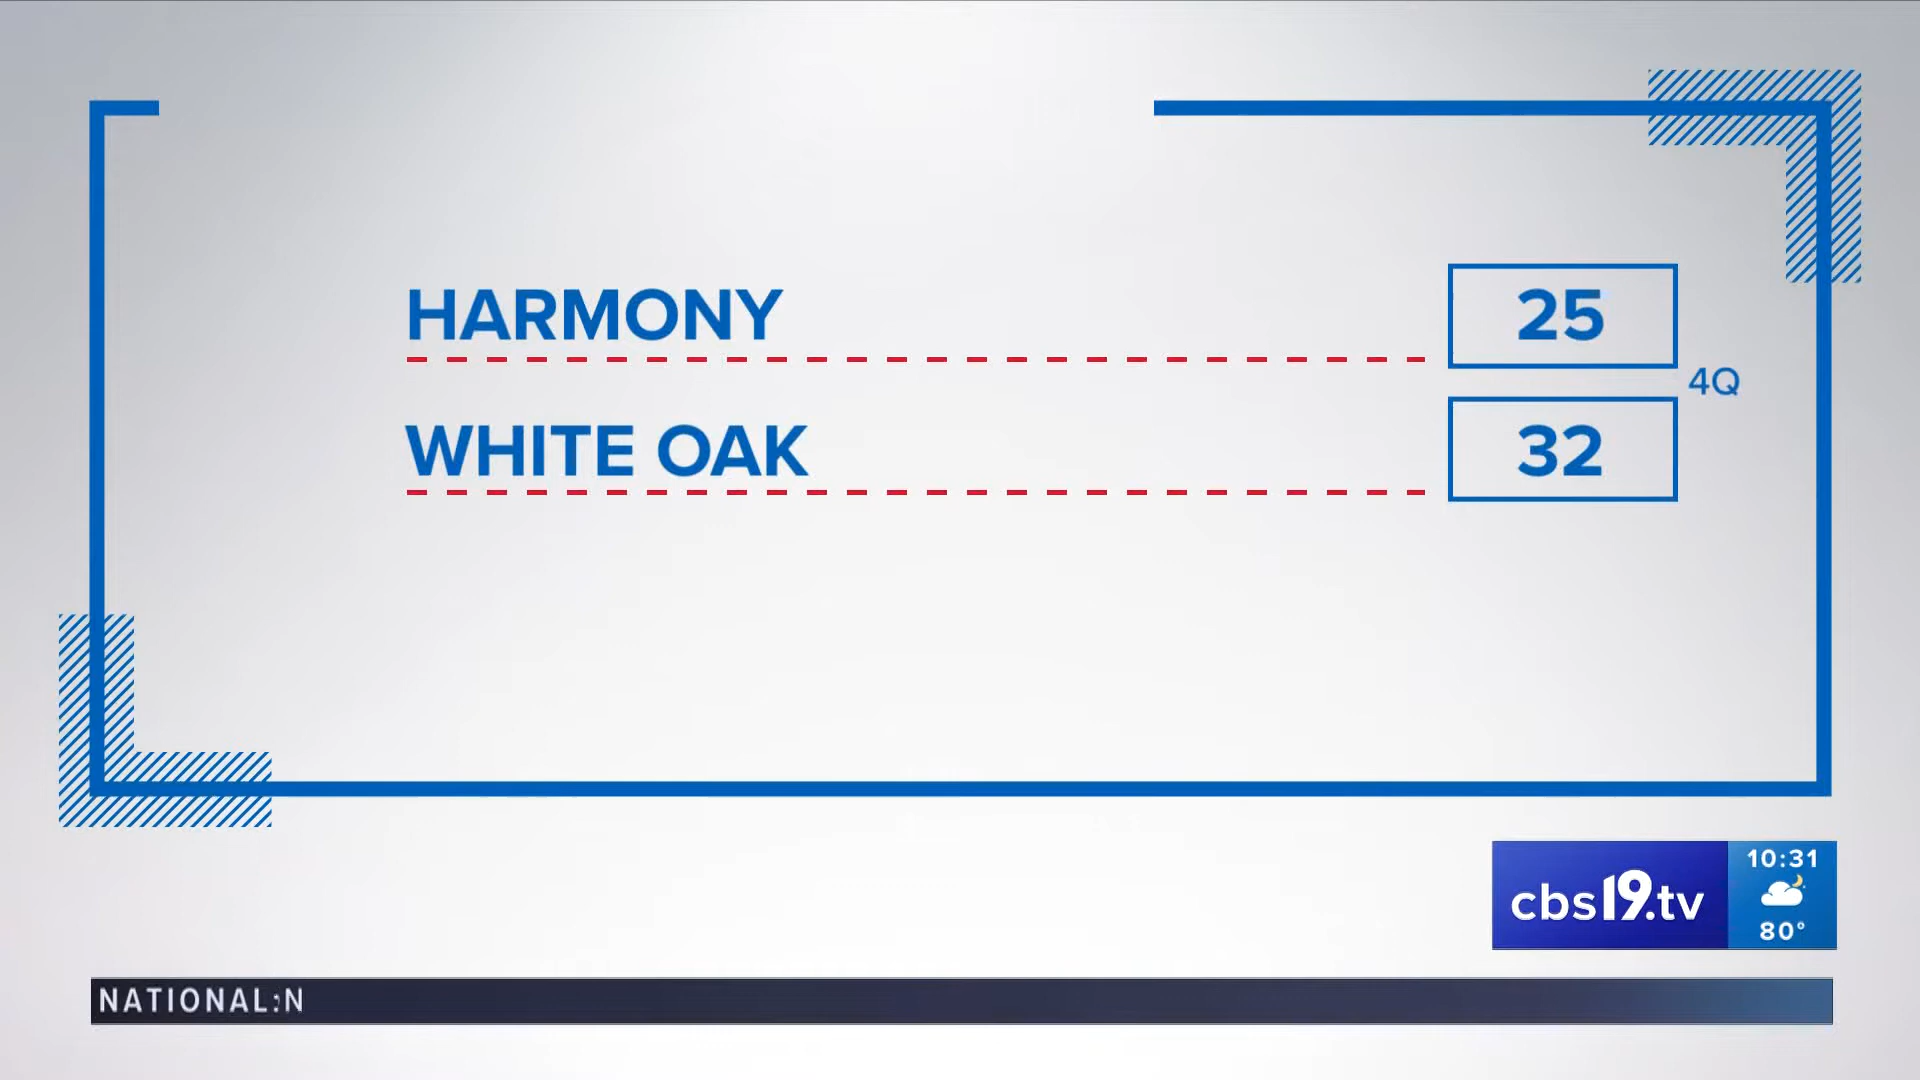 HARMONY 25
4Q
WHITE OAK 32
cbs19.tv
10:31
80°
NATIONAL:N